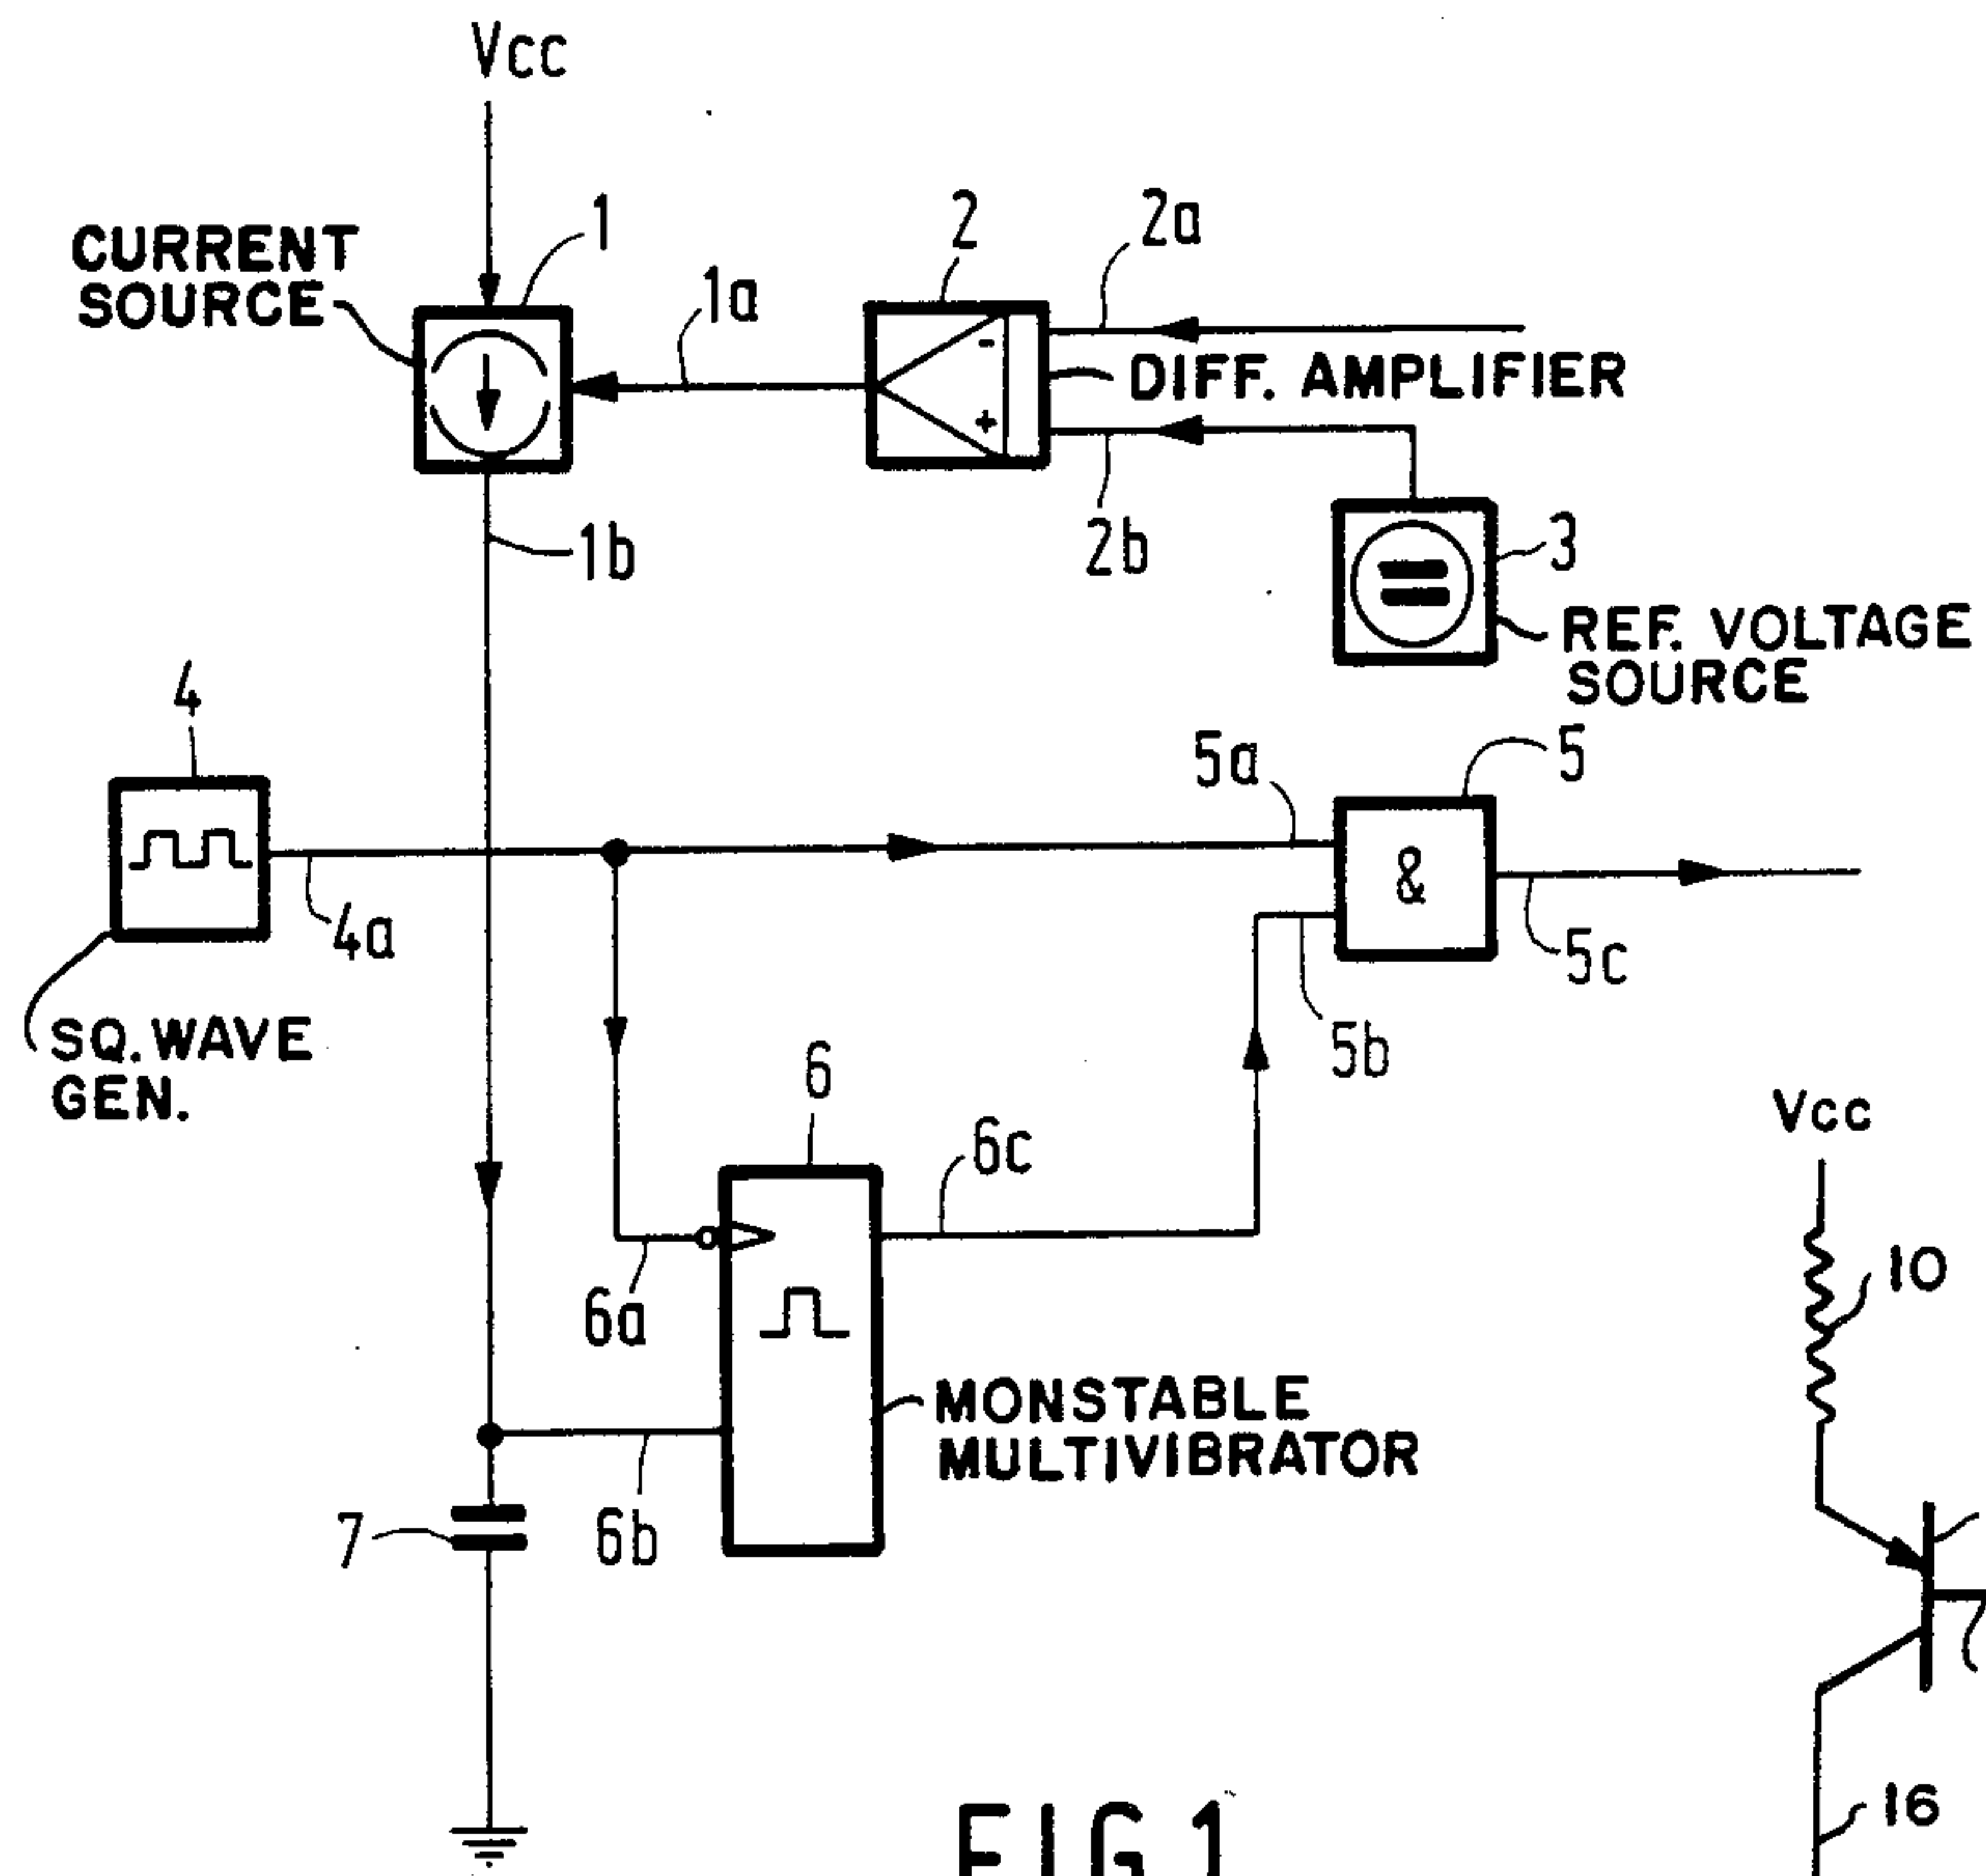 Vcc
CURRENT
SOURCE
1
1a
2
2a
DIFF. AMPLIFIER
-
+
1b
2b
3
REF. VOLTAGE
SOURCE
4
5a
5
&
4a
5c
SQ. WAVE
GEN.
5b
6
6c
Vcc
6a
10
MONSTABLE
MULTIVIBRATOR
7
6b
16
FIG.1